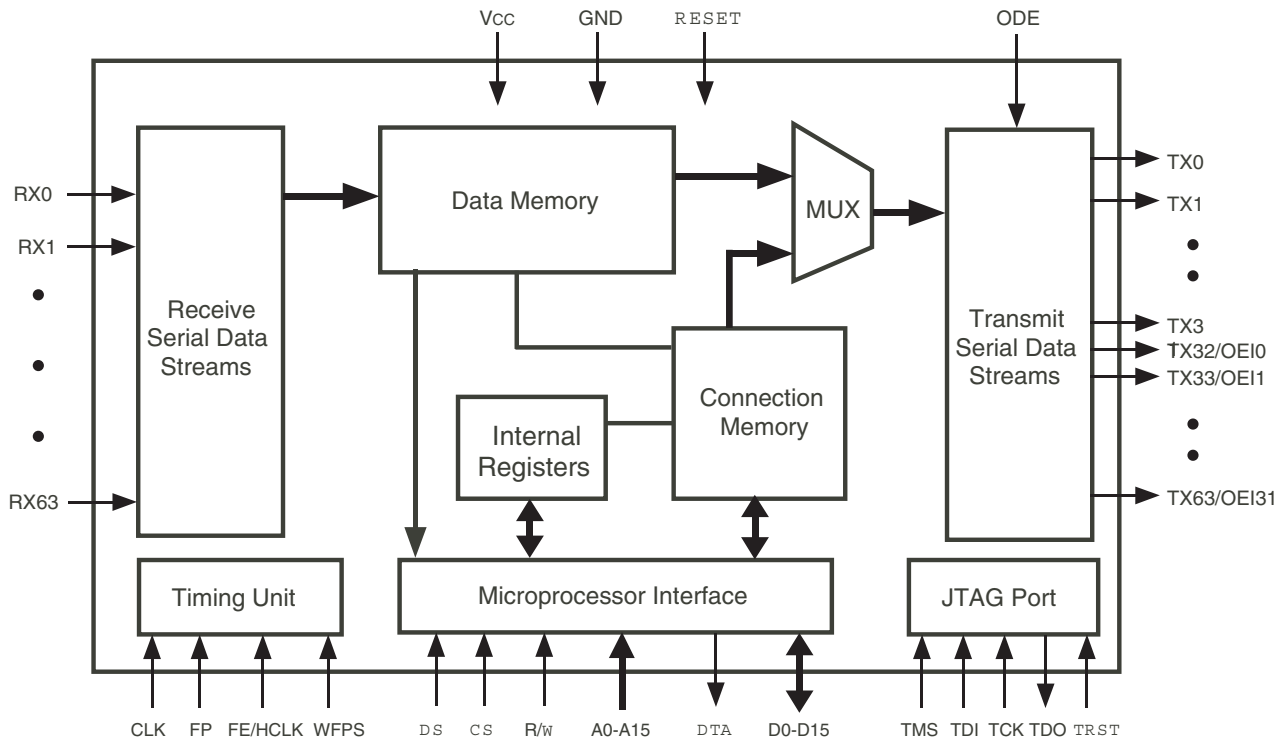 VCC GND RESET ODE
RX0
RX1
RX63
Receive
Serial Data
Streams
Data Memory
MUX
Connection
Memory
Internal
Registers
Transmit
Serial Data
Streams
TX0
TX1
TX3
TX32/OEI0
TX33/OEI1
TX63/OEI31
Timing Unit
Microprocessor Interface
JTAG Port
CLK FP FE/HCLK WFPS DS CS R/W A0-A15 DTA D0-D15 TMS TDI TCK TDO TRST